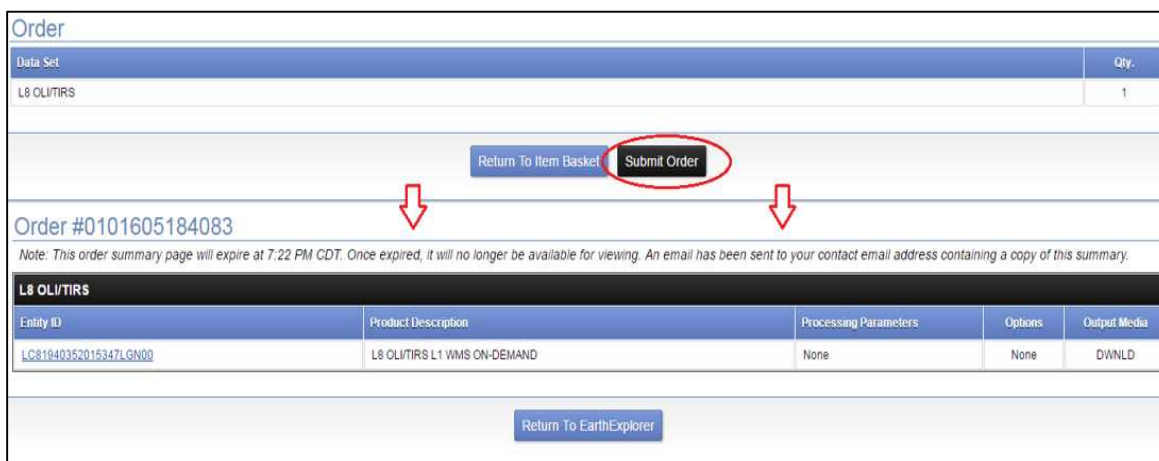 Order
Data Set Qty.
L8 OLI/TIRS 1
Return To Item Basket Submit Order
Order #0101605184083
Note: This order summary page will expire at 7:22 PM CDT. Once expired, it will no longer be available for viewing. An email has been sent to your contact email address containing a copy of this summary.
L8 OLI/TIRS
Entity ID Product Description Processing Parameters Options Output Media
LC81940352015347LGN00 L8 OLI/TIRS L1 WMS ON-DEMAND None None DWNLD
Return To EarthExplorer